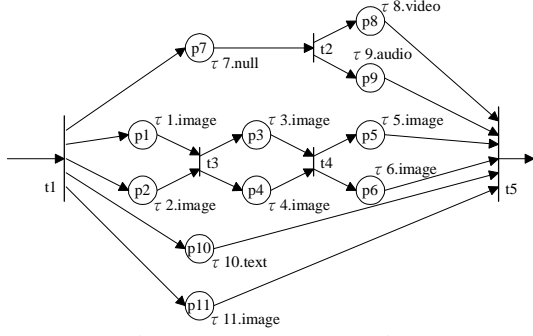 τ 8.video
p8
p7
t2
τ 7.null
τ 9.audio
p9
τ 1.image
τ 3.image
τ 5.image
p1
p3
p5
t3
t4
τ 6.image
t1
p2
p4
p6
t5
τ 2.image
τ 4.image
p10
τ 10.text
p11
τ 11.image